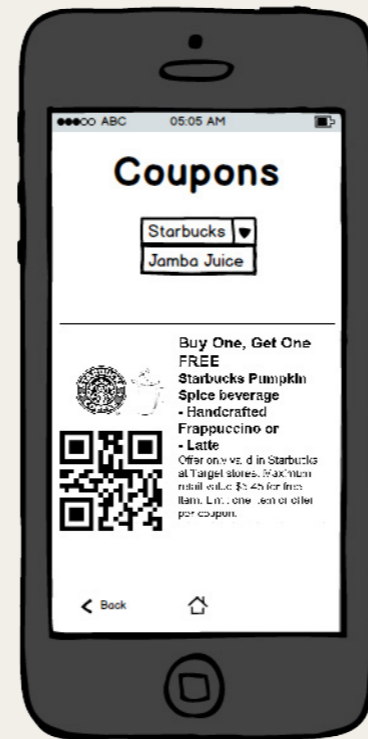 ABC 05:05 AM
Coupons
Starbucks
Jamba Juice
Buy One, Get One
FREE
Starbucks Pumpkin
Spice beverage
- Handcrafted
Frappuccino or
- Latte
Offer only valid in Starbucks
at Target stores. Maximum
retail value $5.45 for free
item. Limit one item or offer
per coupon.
Back